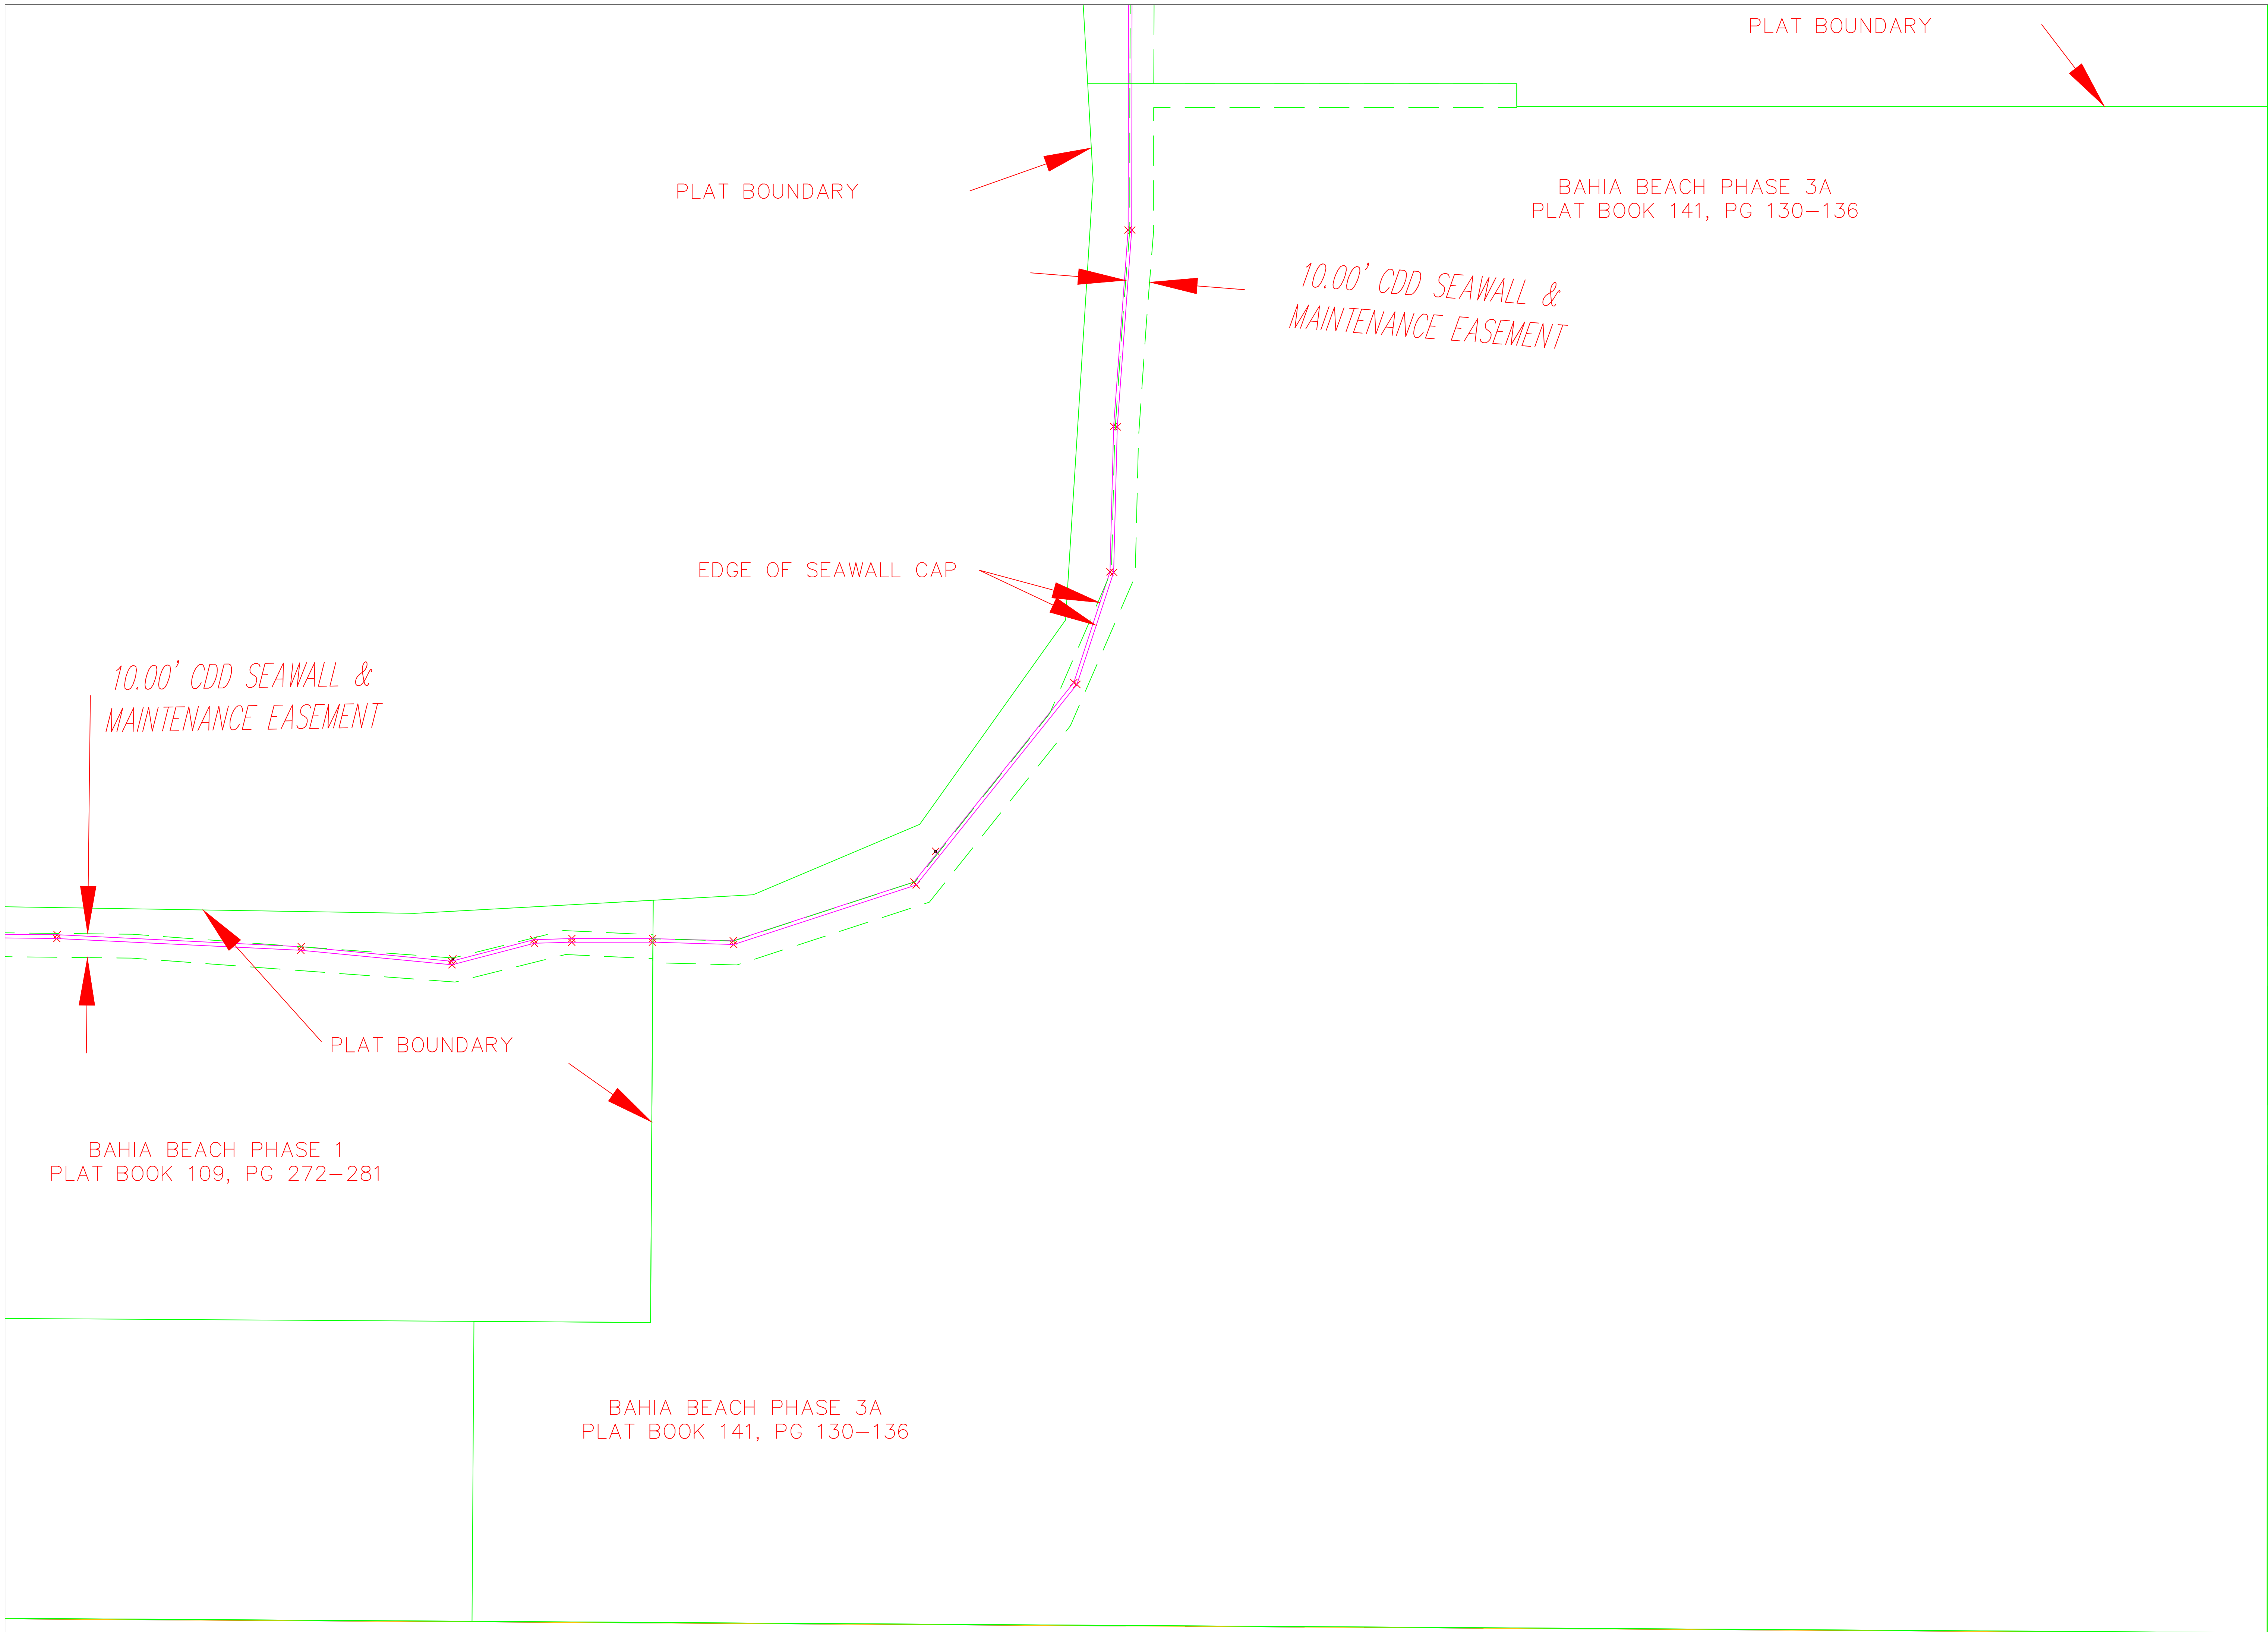 PLAT BOUNDARY
PLAT BOUNDARY
BAHIA BEACH PHASE 3A
PLAT BOOK 141, PG 130-136
10.00' CDD SEAWALL &
MAINTENANCE EASEMENT
EDGE OF SEAWALL CAP
10.00' CDD SEAWALL &
MAINTENANCE EASEMENT
PLAT BOUNDARY
BAHIA BEACH PHASE 1
PLAT BOOK 109, PG 272-281
BAHIA BEACH PHASE 3A
PLAT BOOK 141, PG 130-136